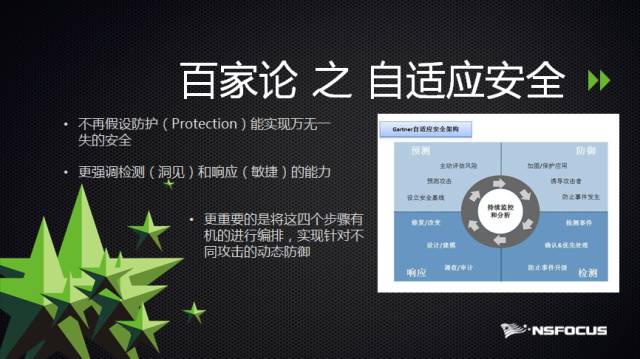 百家论 之 自适应安全
• 不再假设防护（Protection）能实现万无一
失的安全
• 更强调检测（洞见）和响应（敏捷）的能力
• 更重要的是将这四个步骤有
机的进行编排，实现针对不
同攻击的动态防御
Gartner自适应安全架构
预测
主动评估风险
预测攻击
设立安全基线
防御
加固/保护应用
诱导攻击者
防止事件发生
持续监控
和分析
修复/改变
设计/建模
调查/审计
响应
检测事件
确认&优先处理
防止事件升级
检测
NSFOCUS